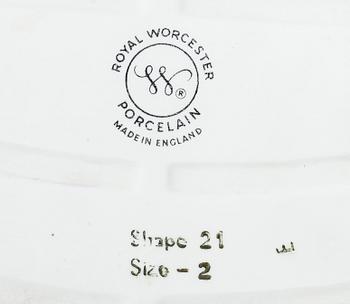 ROYAL WORCESTER
W ®
PORCELAIN
MADE IN ENGLAND
Shape 21
Size - 2